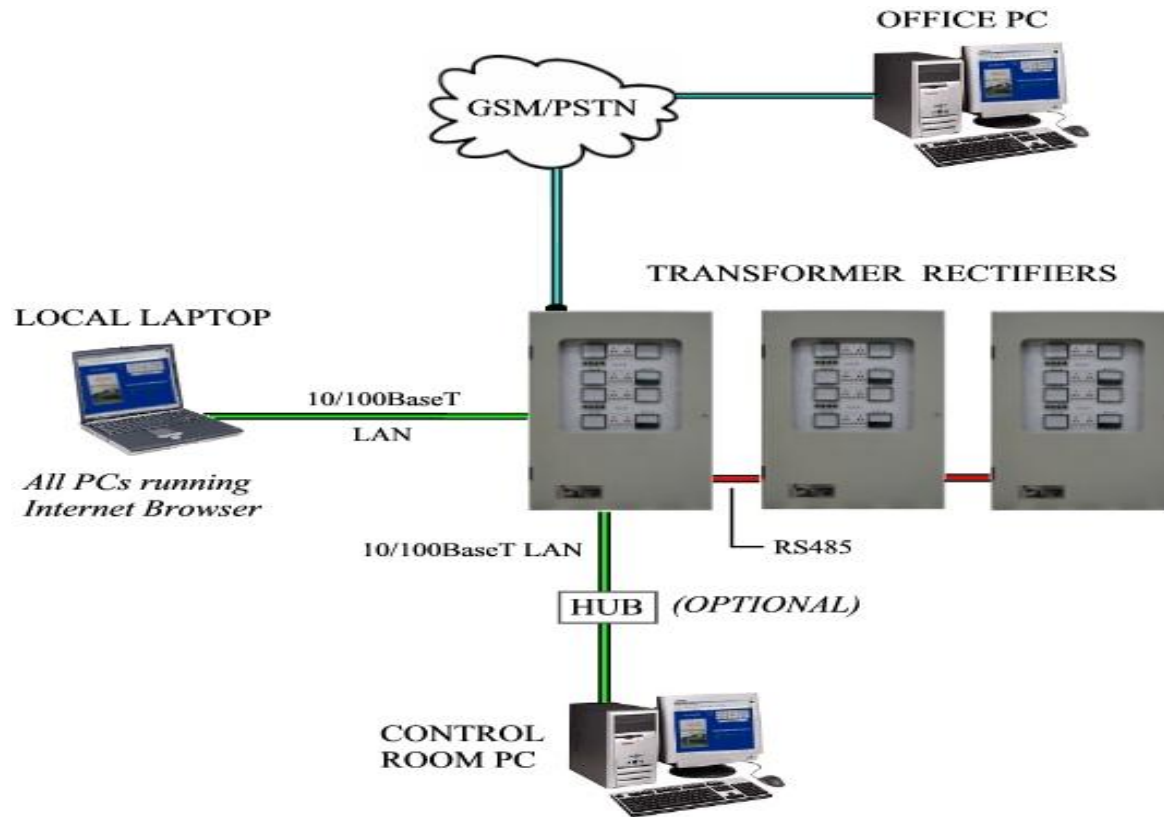 OFFICE PC
GSM/PSTN
TRANSFORMER RECTIFIERS
LOCAL LAPTOP
10/100BaseT
LAN
All PCs running
Internet Browser
10/100BaseT LAN
RS485
HUB
(OPTIONAL)
CONTROL
ROOM PC